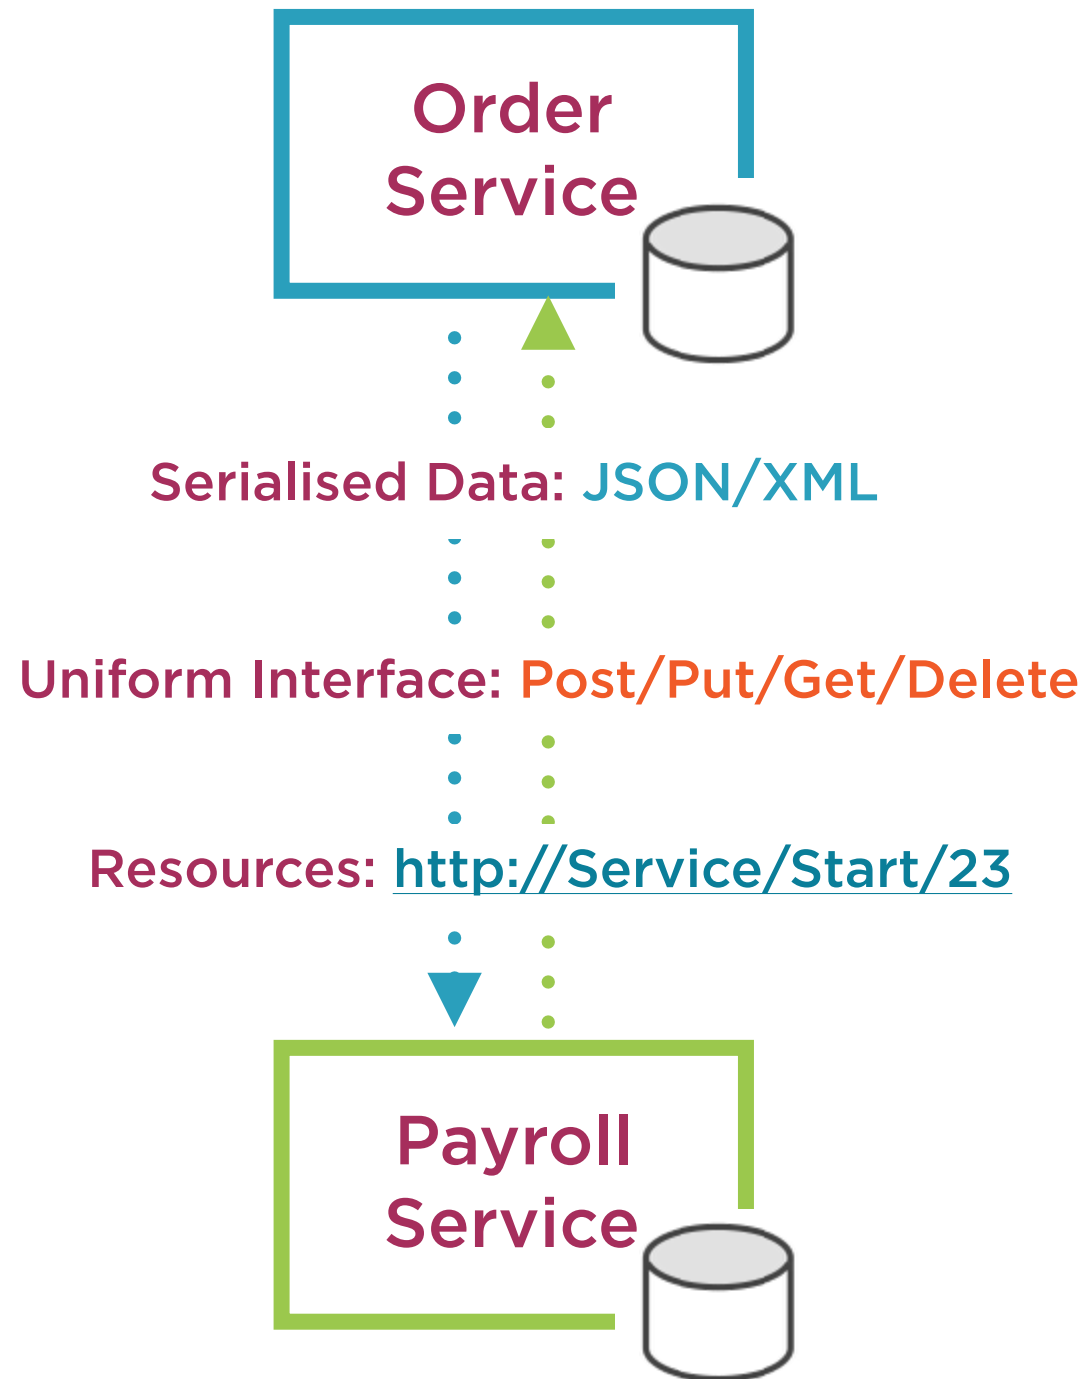 Order
Service
Serialised Data: JSON/XML
Uniform Interface: Post/Put/Get/Delete
Resources: http://Service/Start/23
Payroll
Service